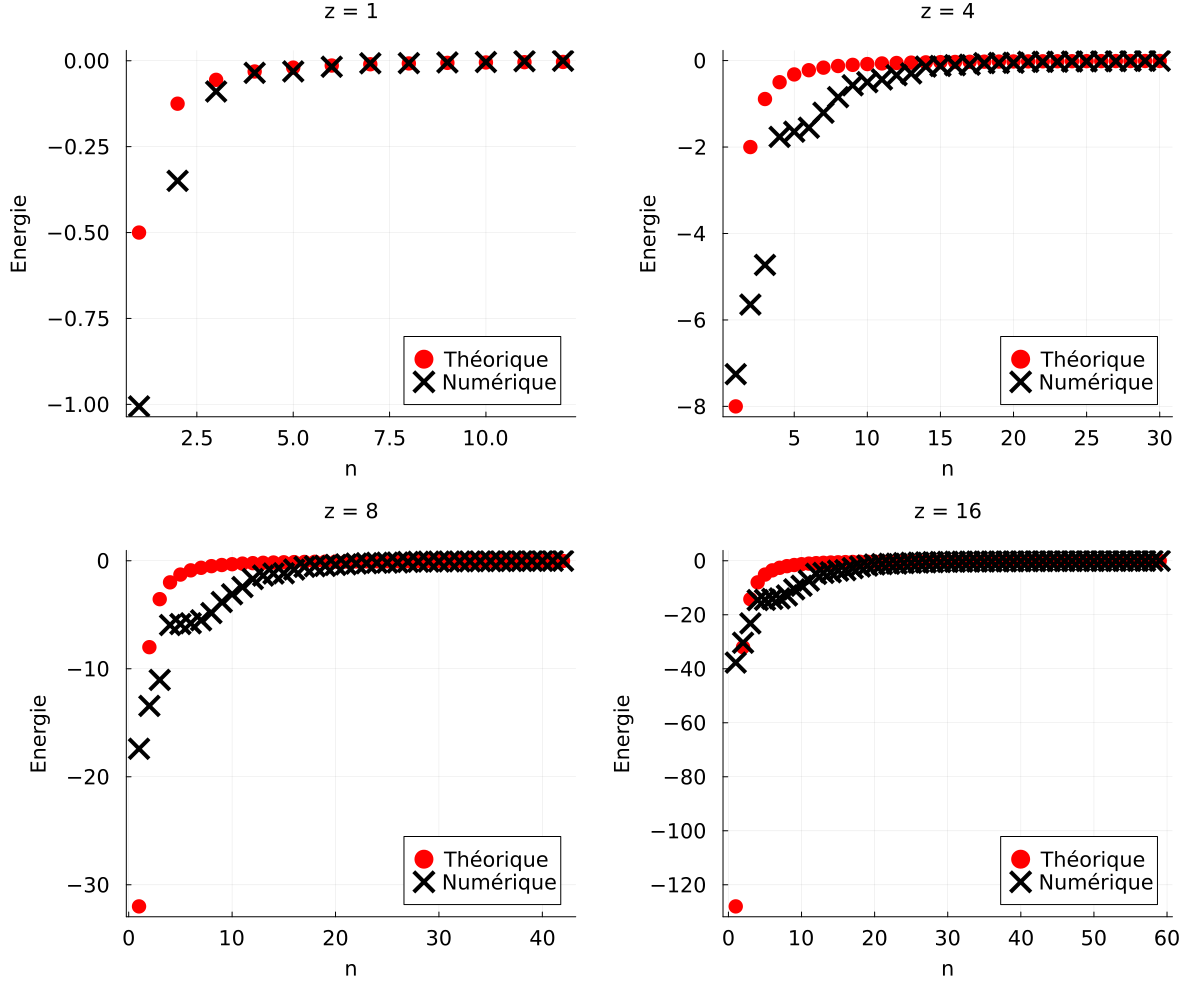 z = 1
0.00
−0.25
−0.50
−0.75
−1.00
Energie
2.5
5.0
7.5
10.0
n
Théorique
Numérique
z = 4
0
−2
−4
−6
−8
Energie
5
10
15
20
25
30
n
Théorique
Numérique
z = 8
0
−10
−20
−30
Energie
0
10
20
30
40
n
Théorique
Numérique
z = 16
0
−20
−40
−60
−80
−100
−120
Energie
0
10
20
30
40
50
60
n
Théorique
Numérique